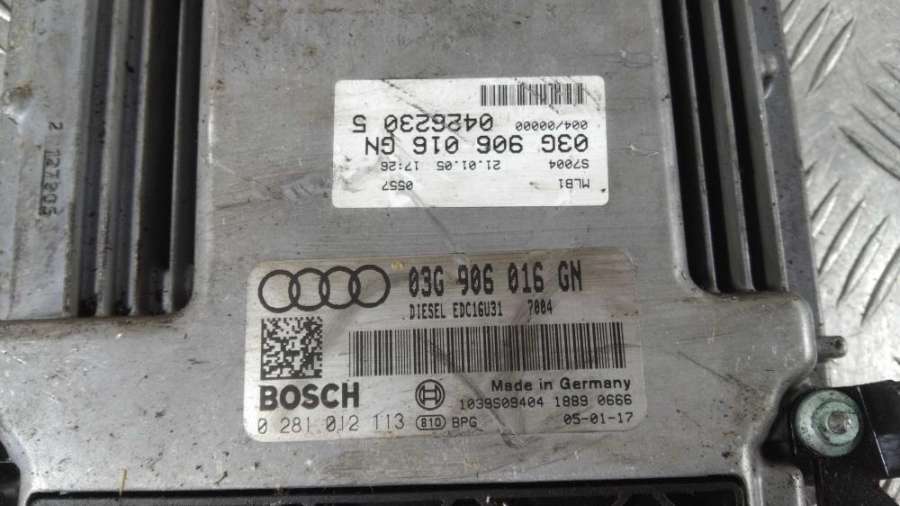 MLB1 0557
S7004 21.01.05 17:26
03G 906 016 GN
004/00000 0426230 5
03G 906 016 GN
DIESEL EDC16U31 7004
BOSCH
Made in Germany
1039S09404 1889 0666
0 281 012 113 810 BPG 05-01-17